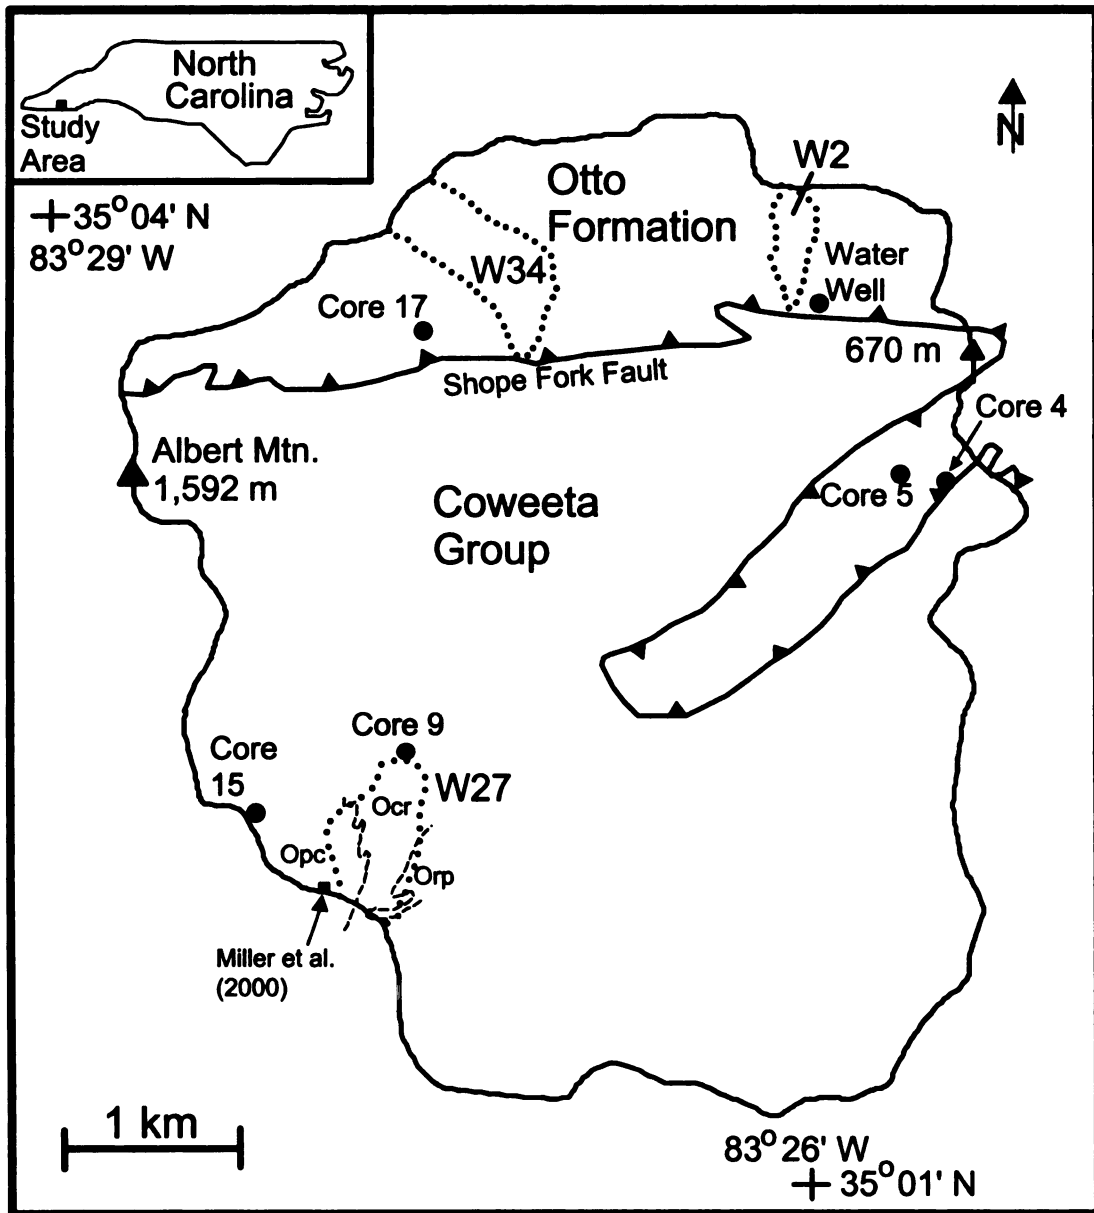 North
Carolina
Study
Area
N
35° 04' N
83° 29' W
W2
Otto
Formation
W34
Water
Well
Core 17
670 m
Shope Fork Fault
Core 4
Albert Mtn.
1,592 m
Core 5
Coweeta
Group
Core 9
Core
15
W27
Ocr
Opc
Orp
Miller et al.
(2000)
1 km
83° 26' W
35° 01' N